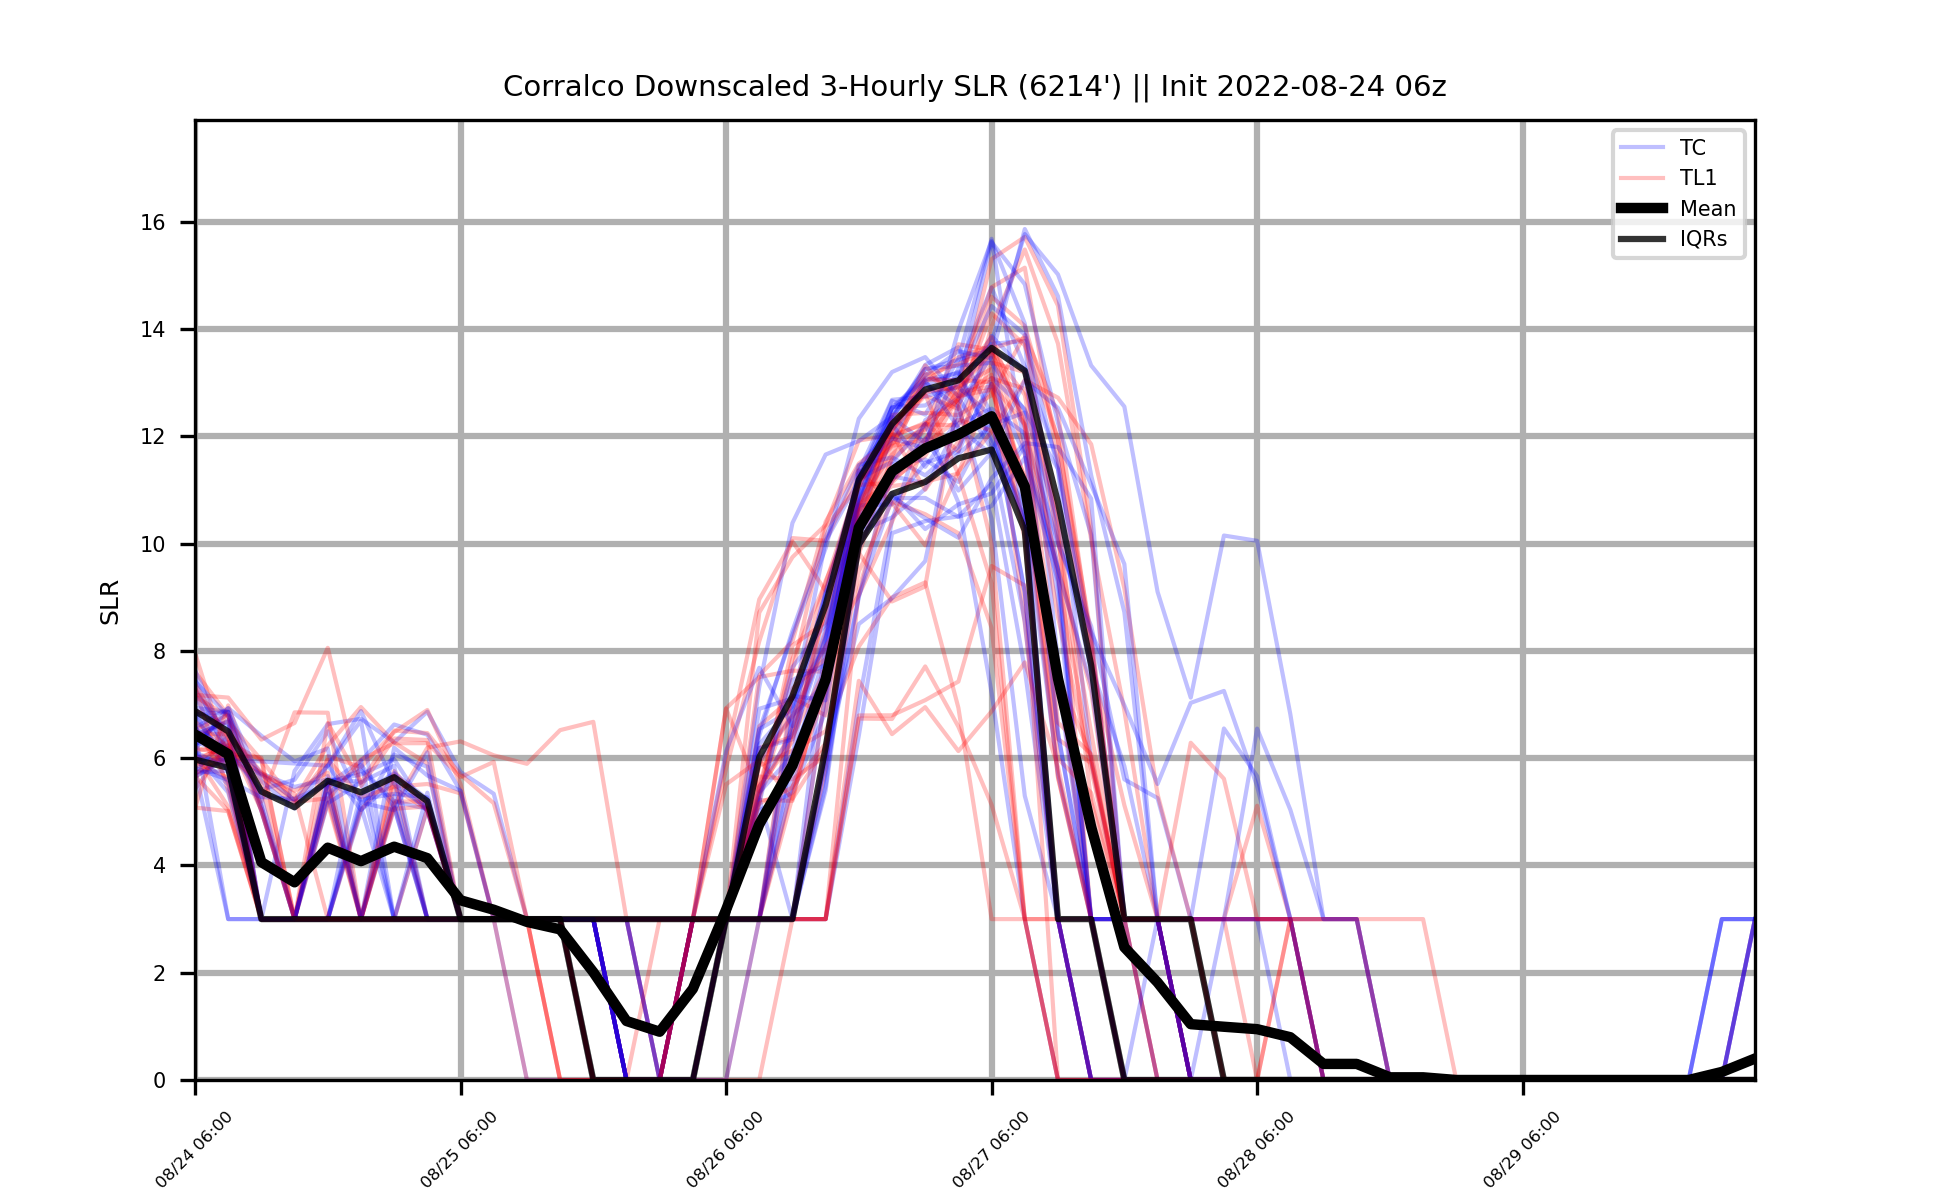 Corralco Downscaled 3-Hourly SLR (6214') || Init 2022-08-24 06z
TC
TL1
Mean
IQRs
16
14
12
10
8
6
4
2
0
SLR
08/24 06:00
08/25 06:00
08/26 06:00
08/27 06:00
08/28 06:00
08/29 06:00